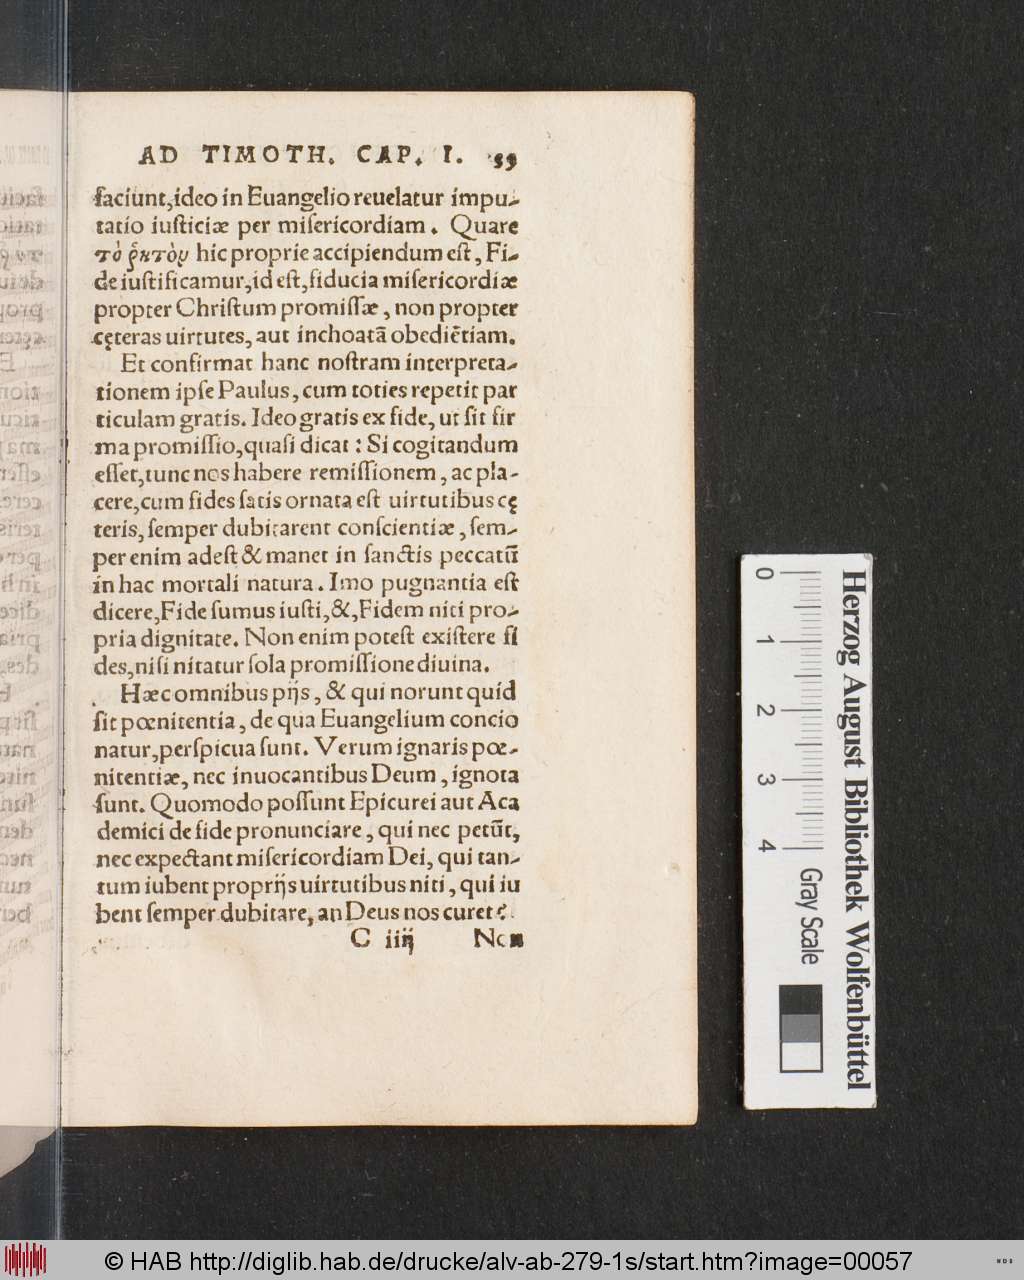 AD TIMOTH. CAP. I. 59
faciunt,ideo in Euangelio reuelatur impu-
tatio iusticiæ per misericordiam. Quare
τὸ ῥητὸν hic proprie accipiendum est, Fi-
de iustificamur,id est,fiducia misericordiæ
propter Christum promissæ, non propter
cęteras uirtutes, aut inchoatā obediētiam.
Et confirmat hanc nostram interpreta-
tionem ipse Paulus, cum toties repetit par
ticulam gratis. Ideo gratis ex fide, ut sit fir
ma promissio,quasi dicat: Si cogitandum
esset,tunc nos habere remissionem, ac pla-
cere,cum fides satis ornata est uirtutibus cę
teris, semper dubitarent conscientiæ, sem-
per enim adest & manet in sanctis peccatū
in hac mortali natura. Imo pugnantia est
dicere,Fide sumus iusti,&,Fidem niti pro-
pria dignitate. Non enim potest existere fi
des,nisi nitatur sola promissione diuina.
Hæc omnibus pijs, & qui norunt quid
sit pœnitentia, de qua Euangelium concio
natur,perspicua sunt. Verum ignaris pœ-
nitentiæ, nec inuocantibus Deum, ignota
sunt. Quomodo possunt Epicurei aut Aca
demici de fide pronunciare, qui nec petūt,
nec expectant misericordiam Dei, qui tan-
tum iubent proprijs uirtutibus niti, qui iu
bent semper dubitare, an Deus nos curet?
C iiij Non
Herzog August Bibliothek Wolfenbüttel
0 1 2 3 4 Gray Scale
© HAB http://diglib.hab.de/drucke/alv-ab-279-1s/start.htm?image=00057